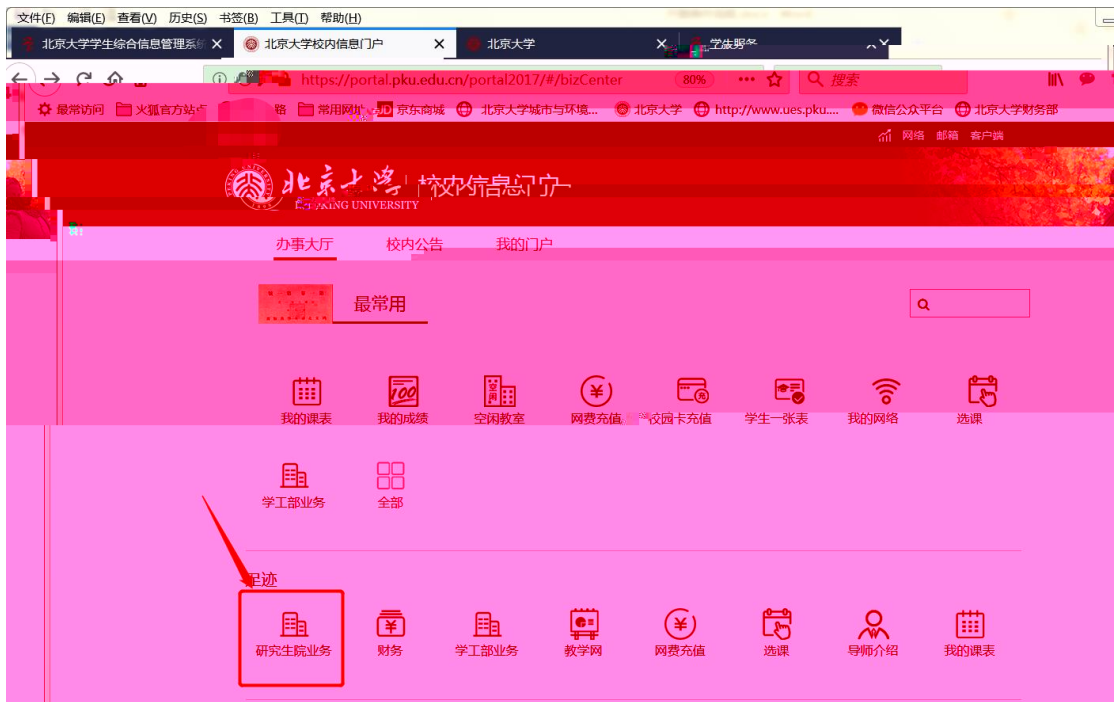 文件(F) 编辑(E) 查看(V) 历史(S) 书签(B) 工具(T) 帮助(H)
北京大学学生综合信息管理系统 × 北京大学校内信息门户 × 北京大学 ×
https://portal.pku.edu.cn/portal2017/#/bizCenter 80% 搜索
最常访问 火狐官方站点 常用网址 JD 京东商城 北京大学城市与环境... 北京大学 http://www.ues.pku.... 微信公众平台 北京大学财务部
网络 邮箱 客户端
北京大学 校内信息门户
PEKING UNIVERSITY
办事大厅 校内公告 我的门户
最常用
我的课表 我的成绩 空闲教室 网费充值 校园卡充值 学生一张表 我的网络 选课
学工部业务 全部
足迹
研究生院业务 财务 学工部业务 教学网 网费充值 选课 导师介绍 我的课表